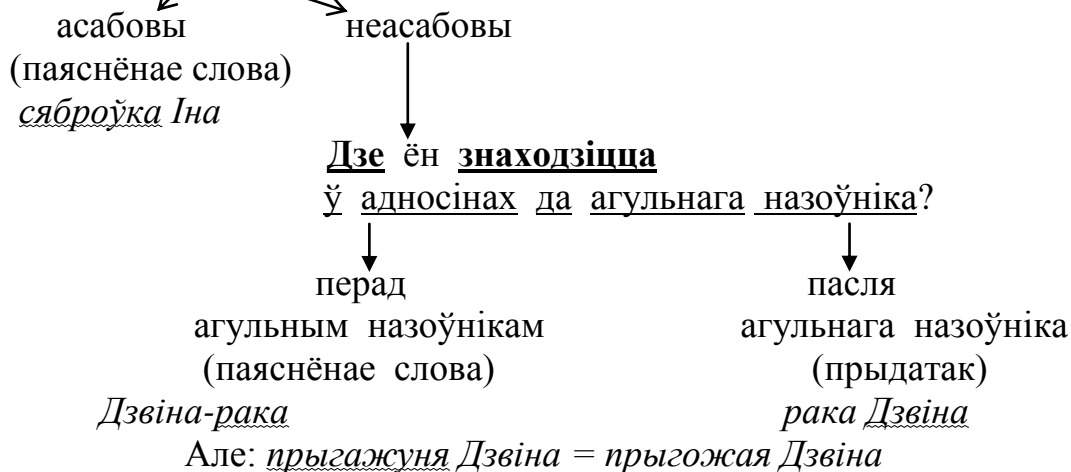 асабовы неасабовы
(пояснёнае слова)
сяброўка Іна
Дзе ён знаходзіцца
ў адносінах да агульнага назоўніка?
перад пасля
агульным назоўнікам агульнага назоўніка
(паяснёнае слова) (прыдатак)
Дзвіна-рака рака Дзвіна
Але: прыгажуня Дзвіна = прыгожая Дзвіна